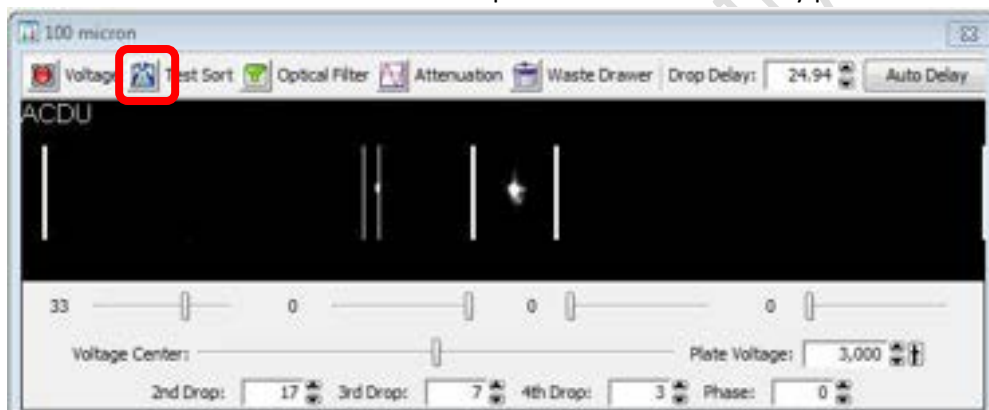 100 micron
Voltage Test Sort Optical Filter Attenuation Waste Drawer Drop Delay: 24.94 Auto Delay
ACDU
33 0 0 0
Voltage Center: Plate Voltage: 3,000
2nd Drop: 17 3rd Drop: 7 4th Drop: 3 Phase: 0